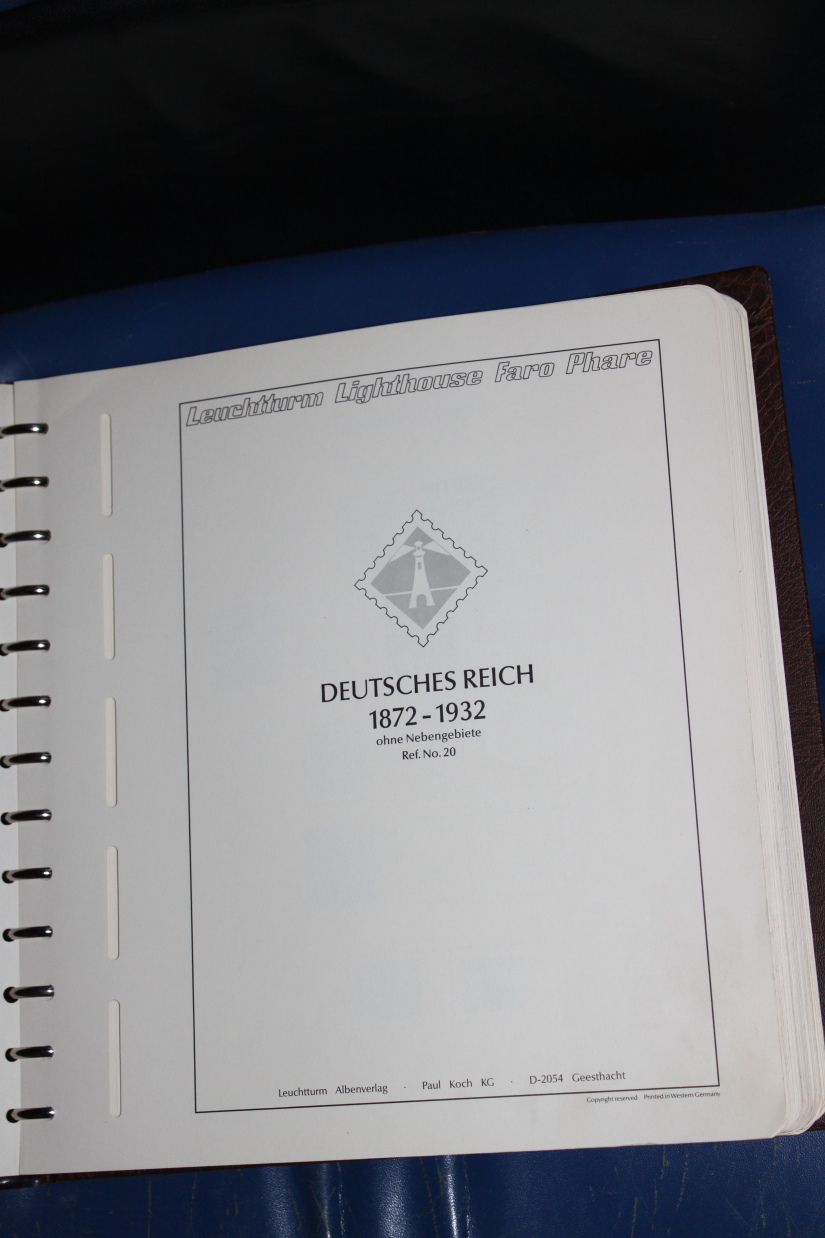 Leuchtturm Lighthouse Faro Phare
DEUTSCHES REICH
1872 - 1932
ohne Nebengebiete
Ref. No. 20
Leuchtturm Albenverlag · Paul Koch KG · D-2054 Geesthacht
Copyright reserved Printed in Western Germany